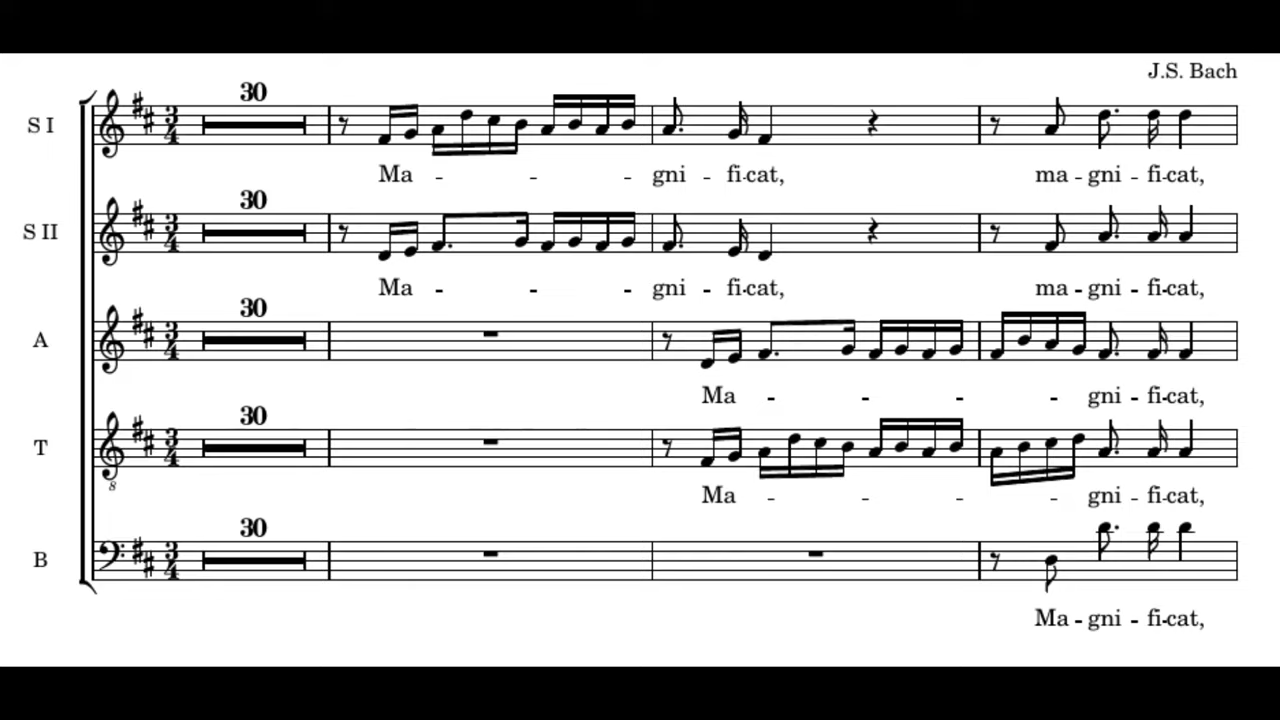 J.S. Bach
30
S I
Ma - - - gni - fi-cat, ma - gni - fi-cat,
30
S II
Ma - - - gni - fi-cat, ma - gni - fi-cat,
30
A
Ma - - - - gni - fi-cat,
30
T
8
Ma - - - - gni - fi-cat,
30
B
Ma - gni - fi-cat,